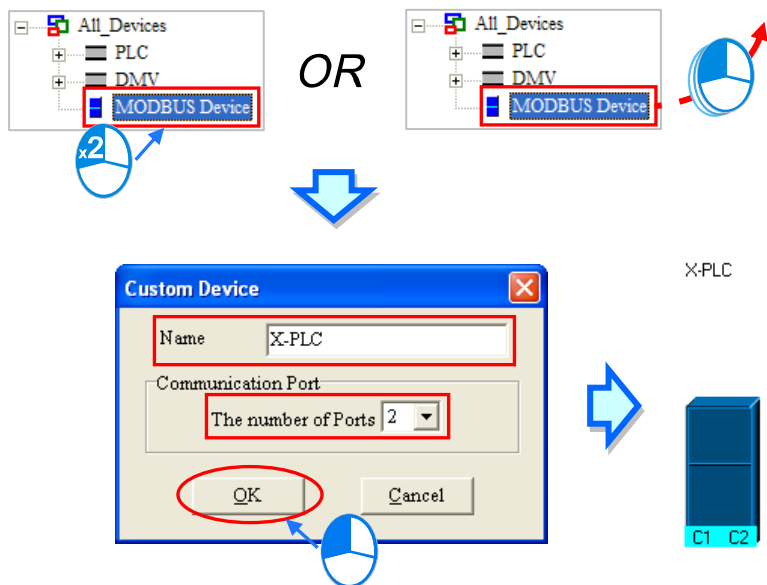 All_Devices
PLC
DMV
MODBUS Device
OR
All_Devices
PLC
DMV
MODBUS Device
x2
Custom Device
Name X-PLC
Communication Port
The number of Ports 2
OK Cancel
X-PLC
C1 C2